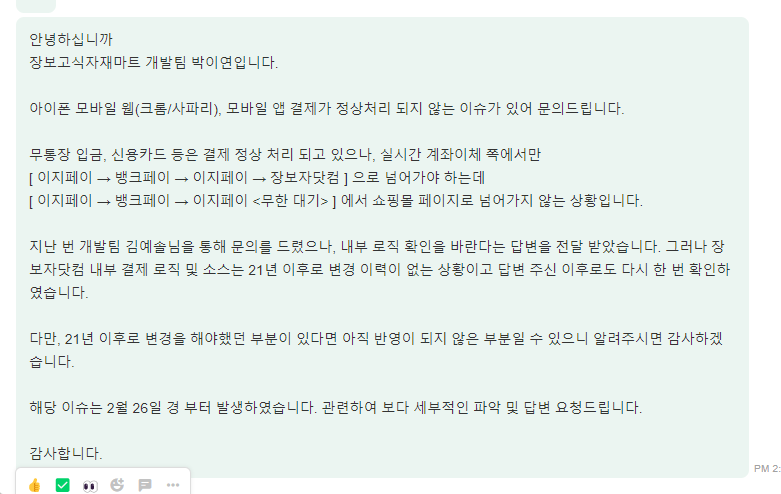 안녕하십니까
장보고식자재마트 개발팀 박이연입니다.
아이폰 모바일 웹(크롬/사파리), 모바일 앱 결제가 정상처리 되지 않는 이슈가 있어 문의드립니다.
무통장 입금, 신용카드 등은 결제 정상 처리 되고 있으나, 실시간 계좌이체 쪽에서만
[ 이지페이 → 뱅크페이 → 이지페이 → 장보자닷컴 ] 으로 넘어가야 하는데
[ 이지페이 → 뱅크페이 → 이지페이 <무한 대기> ] 에서 쇼핑몰 페이지로 넘어가지 않는 상황입니다.
지난 번 개발팀 김예솔님을 통해 문의를 드렸으나, 내부 로직 확인을 바란다는 답변을 전달 받았습니다. 그러나 장
보자닷컴 내부 결제 로직 및 소스는 21년 이후로 변경 이력이 없는 상황이고 답변 주신 이후로도 다시 한 번 확인하
였습니다.
다만, 21년 이후로 변경을 해야했던 부분이 있다면 아직 반영이 되지 않은 부분일 수 있으니 알려주시면 감사하겠
습니다.
해당 이슈는 2월 26일 경 부터 발생하였습니다. 관련하여 보다 세부적인 파악 및 답변 요청드립니다.
감사합니다.
PM 2: